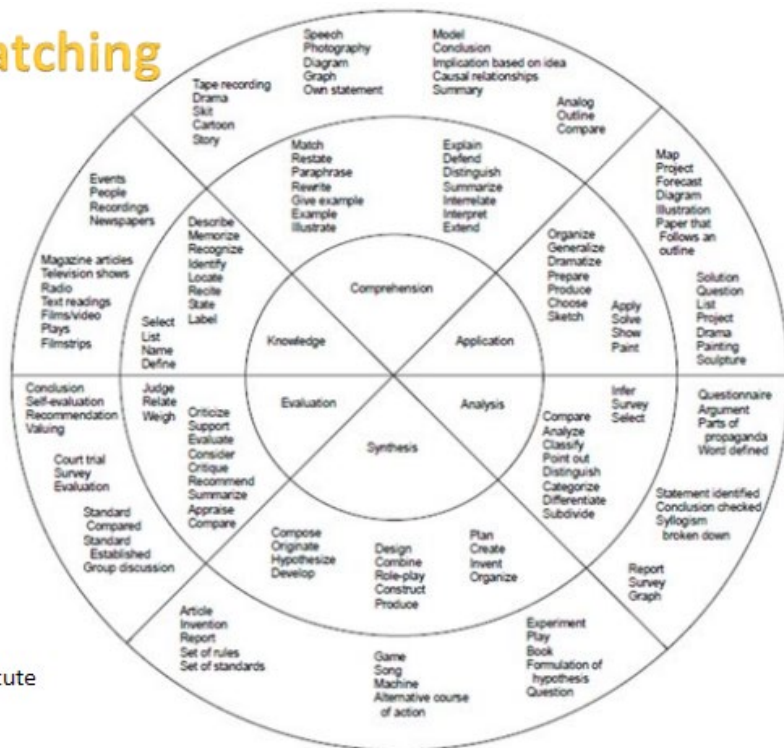 atching
Speech
Photography
Diagram
Graph
Own statement
Model
Conclusion
Implication based on idea
Causal relationships
Summary
Tape recording
Drama
Skit
Cartoon
Story
Analog
Outline
Compare
Events
People
Recordings
Newspapers
Match
Restate
Paraphrase
Rewrite
Give example
Example
Illustrate
Explain
Defend
Distinguish
Summarize
Interrelate
Interpret
Extend
Map
Project
Forecast
Diagram
Illustration
Paper that
Follows an
outline
Magazine articles
Television shows
Radio
Text readings
Films/video
Plays
Filmstrips
Describe
Memorize
Recognize
Identify
Locate
Recite
State
Label
Select
List
Name
Define
Organize
Generalize
Dramatize
Prepare
Produce
Choose
Sketch
Apply
Solve
Show
Paint
Solution
Question
List
Project
Drama
Painting
Sculpture
Comprehension
Knowledge
Application
Evaluation
Analysis
Synthesis
Conclusion
Self-evaluation
Recommendation
Valuing
Court trial
Survey
Evaluation
Standard
Compared
Standard
Established
Group discussion
Judge
Relate
Weigh
Criticize
Support
Evaluate
Consider
Critique
Recommend
Summarize
Appraise
Compare
Infer
Survey
Select
Compare
Analyze
Classify
Point out
Distinguish
Categorize
Differentiate
Subdivide
Questionnaire
Argument
Parts of
propaganda
Word defined
Statement identified
Conclusion checked
Syllogism
broken down
Report
Survey
Graph
Compose
Originate
Hypothesize
Develop
Design
Combine
Role-play
Construct
Produce
Plan
Create
Invent
Organize
Article
Invention
Report
Set of rules
Set of standards
Game
Song
Machine
Alternative course
of action
Experiment
Play
Book
Formulation of
hypothesis
Question
ute